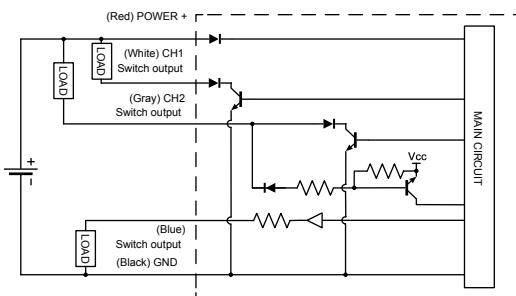 (Red) POWER +
LOAD
LOAD
(White) CH1
Switch output
(Gray) CH2
Switch output
MAIN CIRCUIT
Vcc
+
−
LOAD
(Blue)
Switch output
(Black) GND